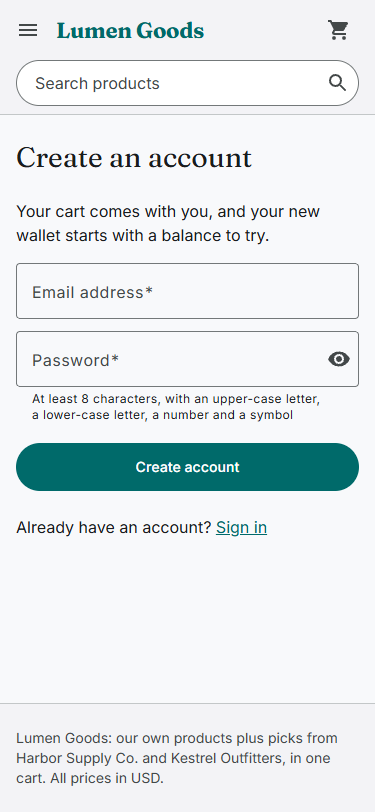 Lumen Goods
Search products
Create an account
Your cart comes with you, and your new
wallet starts with a balance to try.
Email address*
Password*
At least 8 characters, with an upper-case letter,
a lower-case letter, a number and a symbol
Create account
Already have an account? Sign in
Lumen Goods: our own products plus picks from
Harbor Supply Co. and Kestrel Outfitters, in one
cart. All prices in USD.